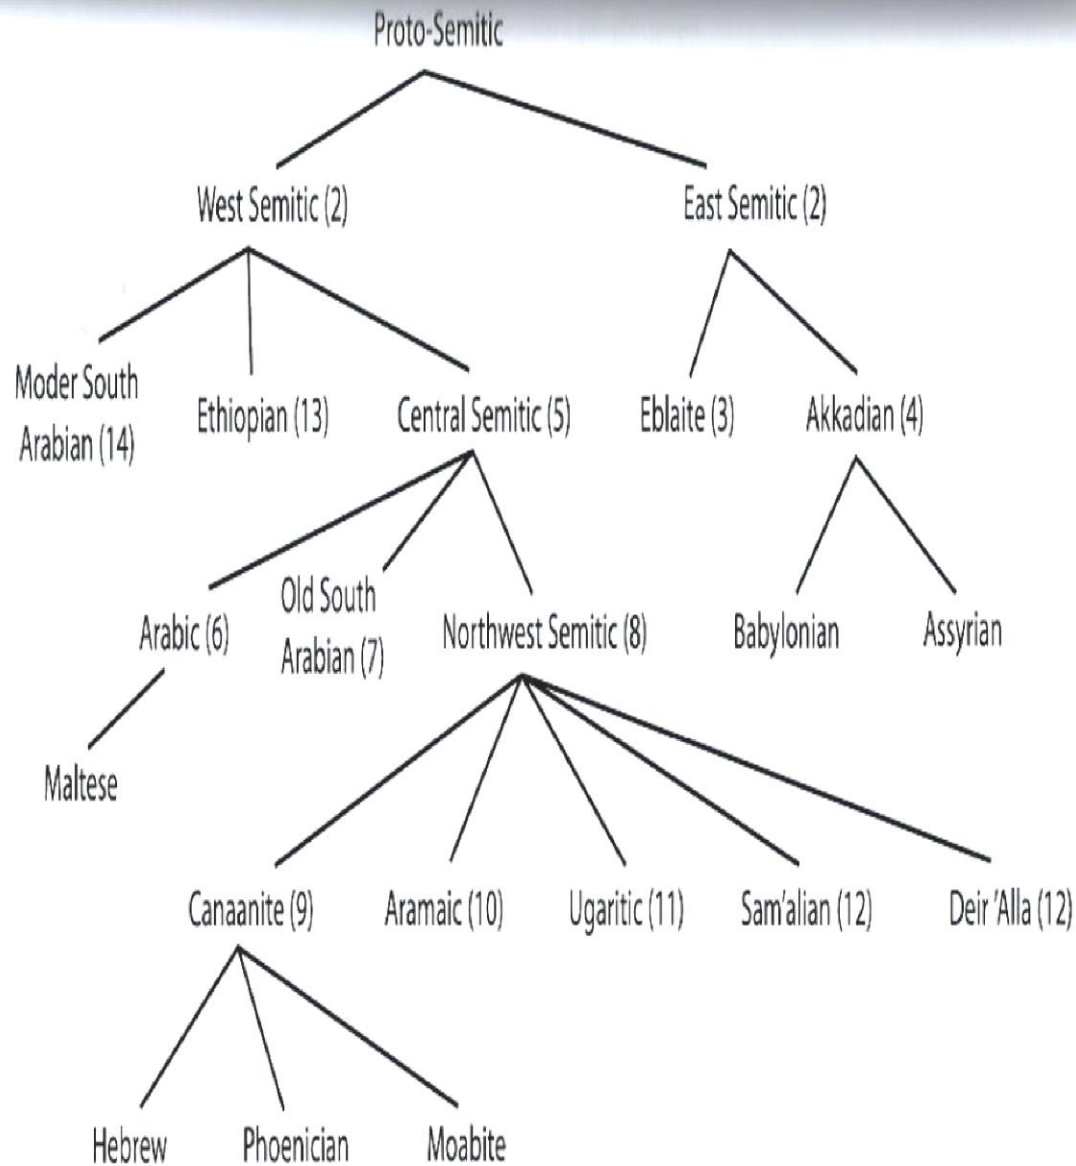 Proto-Semitic
West Semitic (2)
East Semitic (2)
Moder South
Arabian (14)
Ethiopian (13)
Central Semitic (5)
Eblaite (3)
Akkadian (4)
Arabic (6)
Old South
Arabian (7)
Northwest Semitic (8)
Babylonian
Assyrian
Maltese
Canaanite (9)
Aramaic (10)
Ugaritic (11)
Sam'alian (12)
Deir 'Alla (12)
Hebrew
Phoenician
Moabite